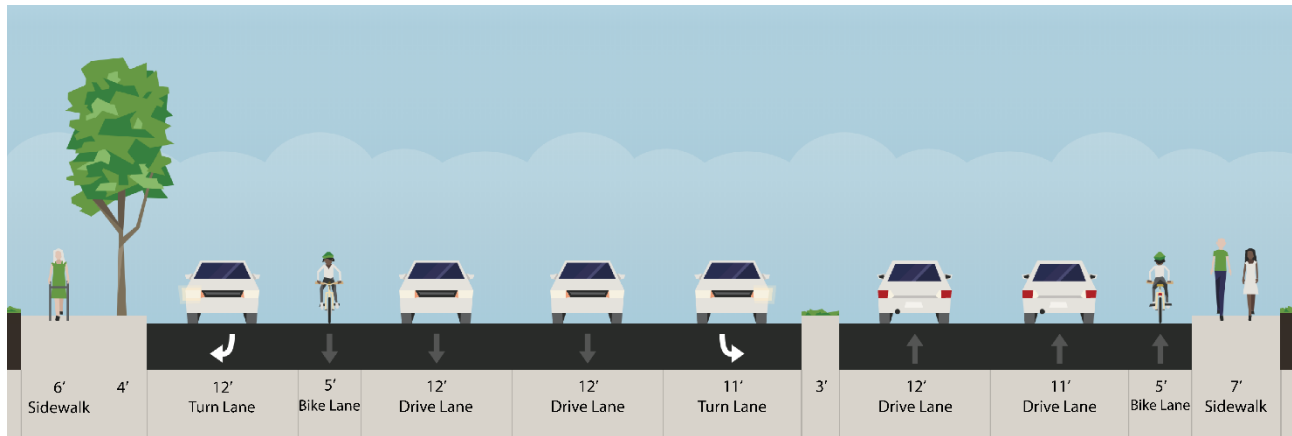 6′ 4′ 12′ 5′ 12′ 12′ 11′ 3′ 12′ 11′ 5′ 7′
Sidewalk Turn Lane Bike Lane Drive Lane Drive Lane Turn Lane Drive Lane Drive Lane Bike Lane Sidewalk